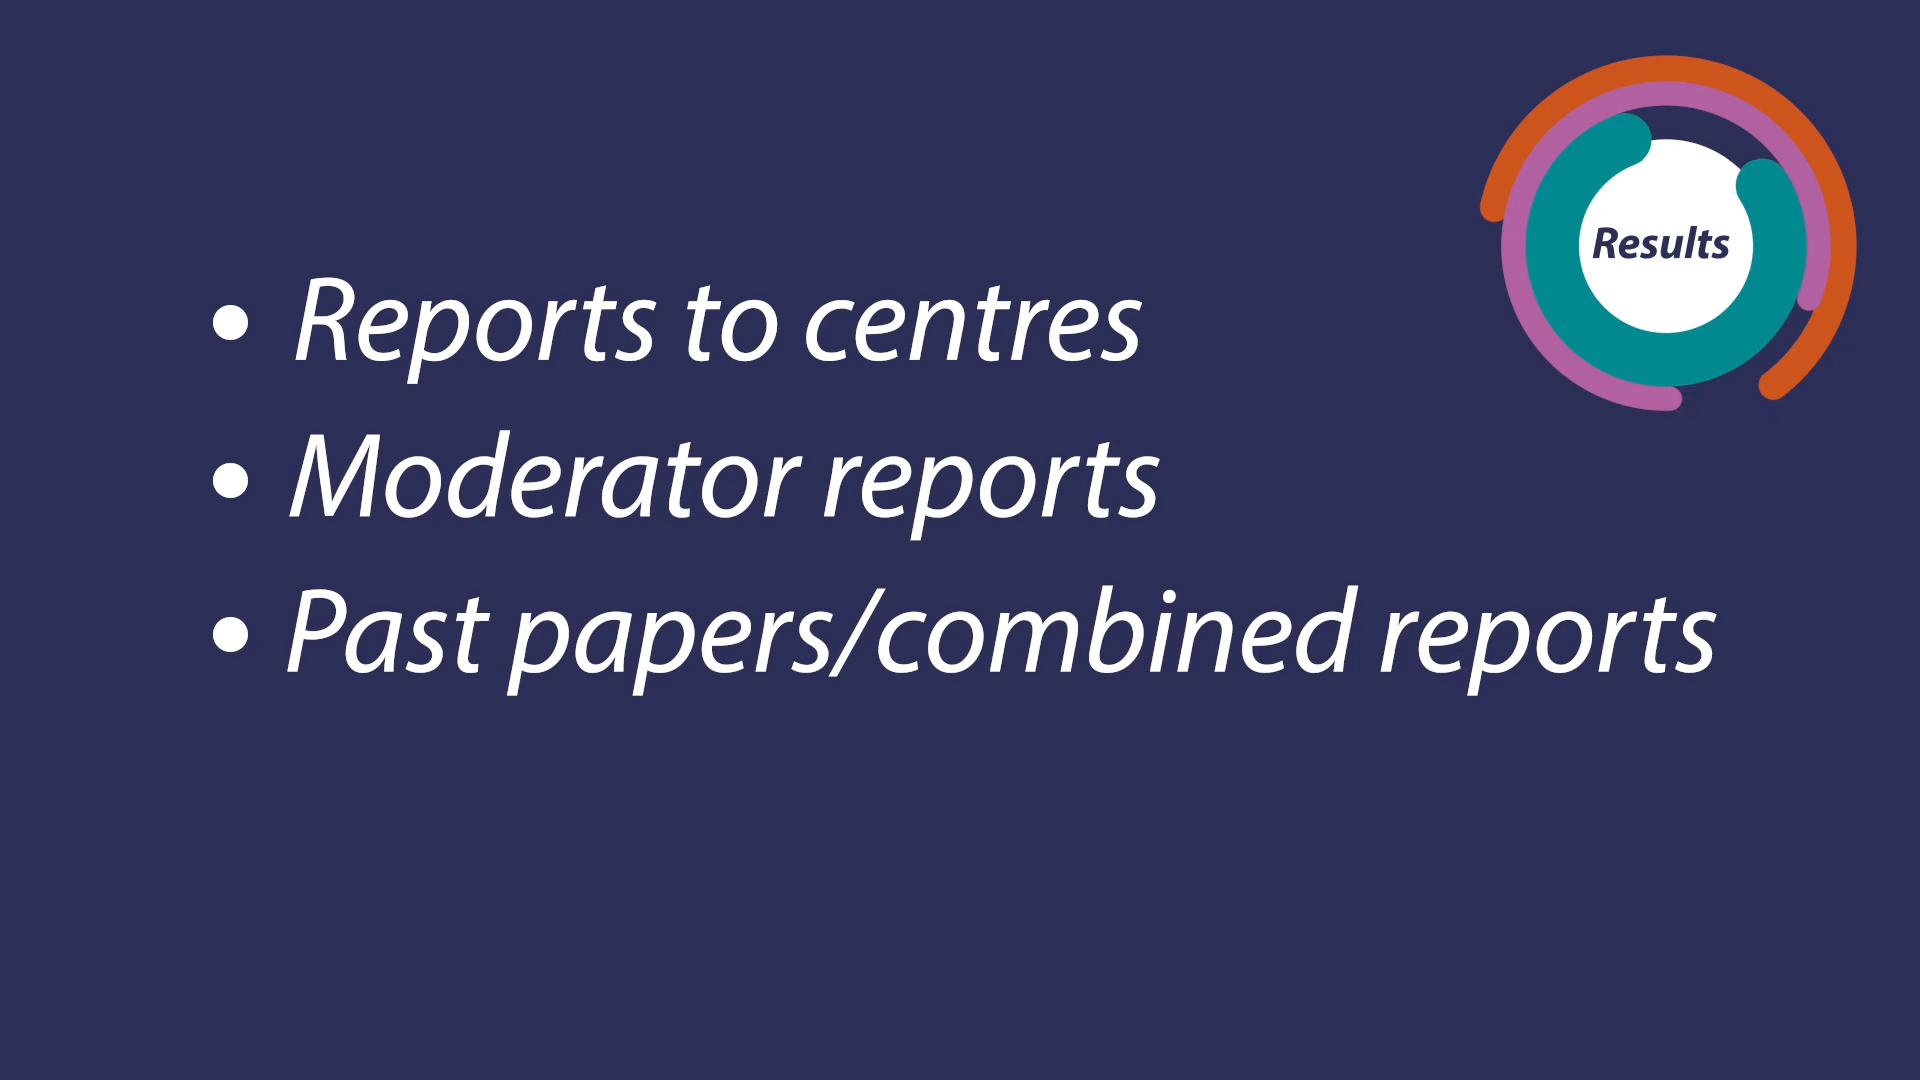 Results
• Reports to centres
• Moderator reports
• Past papers/combined reports